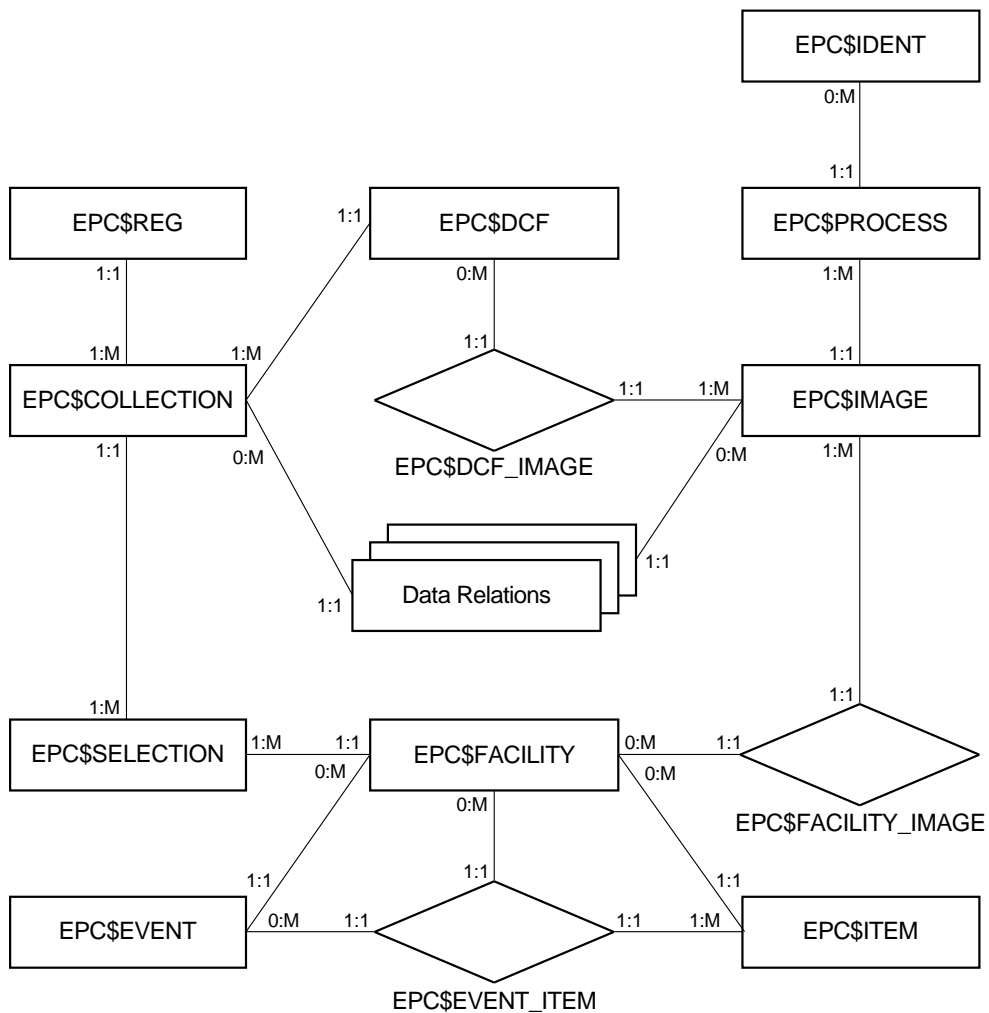 EPC$IDENT
0:M
1:1
EPC$REG
1:1
EPC$DCF
EPC$PROCESS
1:1
0:M
1:M
1:M
1:M
1:1
1:1
EPC$COLLECTION
1:1
1:M
EPC$IMAGE
1:1
0:M
EPC$DCF_IMAGE
0:M
1:M
1:1
1:1
Data Relations
1:M
1:1
EPC$SELECTION
1:M
1:1
EPC$FACILITY
0:M
1:1
0:M
0:M
0:M
EPC$FACILITY_IMAGE
1:1
1:1
1:1
EPC$EVENT
0:M
1:1
1:1
1:M
EPC$ITEM
EPC$EVENT_ITEM